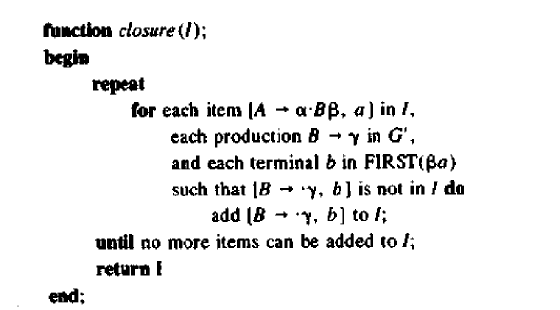 function closure(I);
begin
repeat
for each item [A → α·Bβ, a] in I,
each production B → γ in G′,
and each terminal b in FIRST(βa)
such that [B → ·γ, b] is not in I do
add [B → ·γ, b] to I;
until no more items can be added to I;
return I
end;